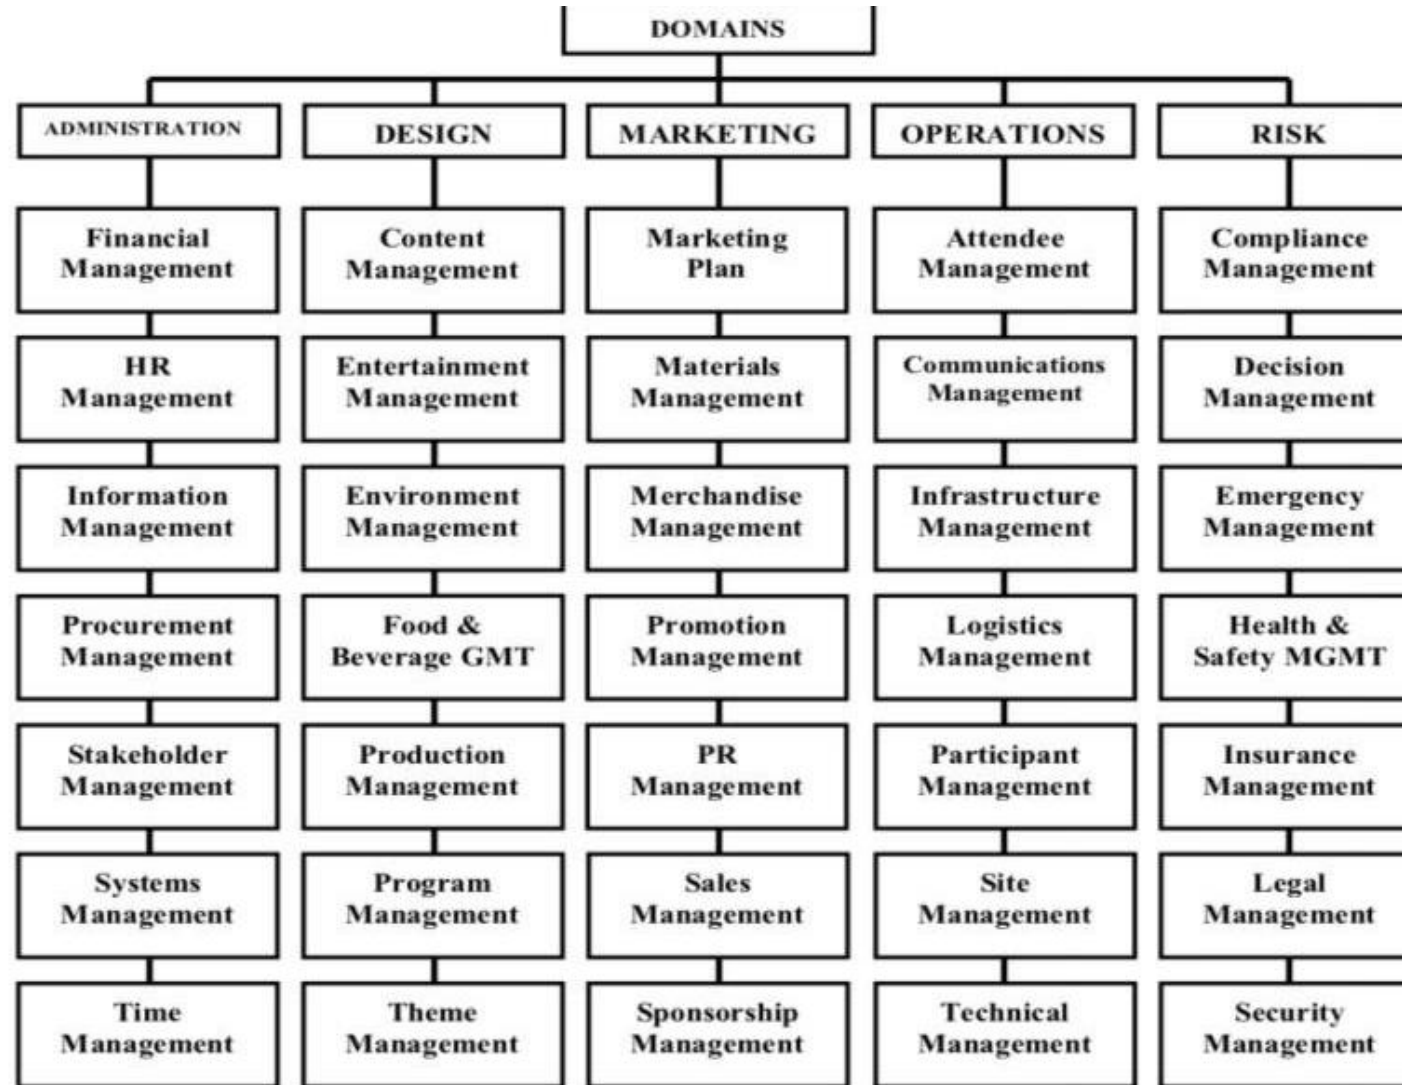 DOMAINS
ADMINISTRATION
DESIGN
MARKETING
OPERATIONS
RISK
Financial
Management
Content
Management
Marketing
Plan
Attendee
Management
Compliance
Management
HR
Management
Entertainment
Management
Materials
Management
Communications
Management
Decision
Management
Information
Management
Environment
Management
Merchandise
Management
Infrastructure
Management
Emergency
Management
Procurement
Management
Food &
Beverage GMT
Promotion
Management
Logistics
Management
Health &
Safety MGMT
Stakeholder
Management
Production
Management
PR
Management
Participant
Management
Insurance
Management
Systems
Management
Program
Management
Sales
Management
Site
Management
Legal
Management
Time
Management
Theme
Management
Sponsorship
Management
Technical
Management
Security
Management